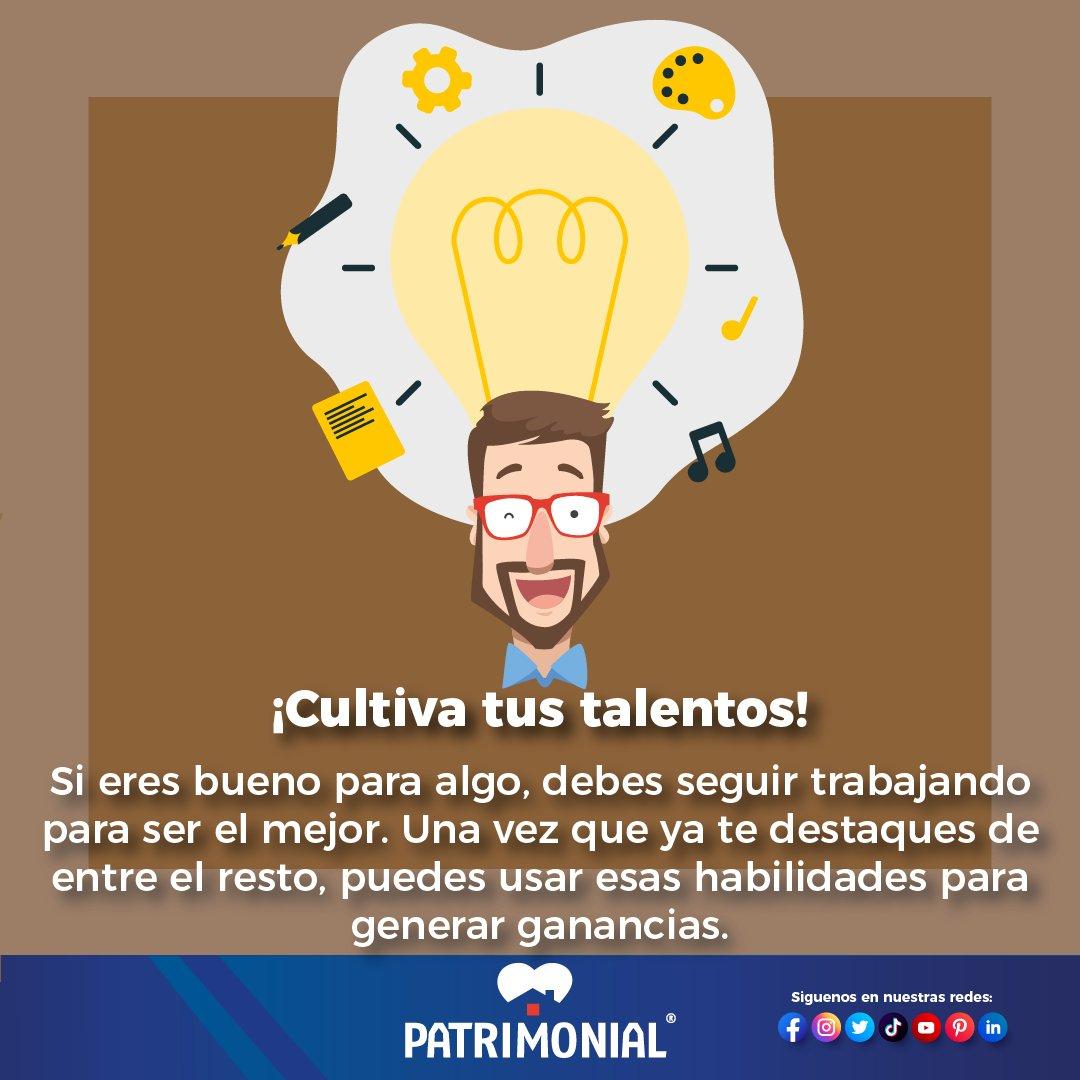 ¡Cultiva tus talentos!
Si eres bueno para algo, debes seguir trabajando
para ser el mejor. Una vez que ya te destaques de
entre el resto, puedes usar esas habilidades para
generar ganancias.
PATRIMONIAL®
Siguenos en nuestras redes: